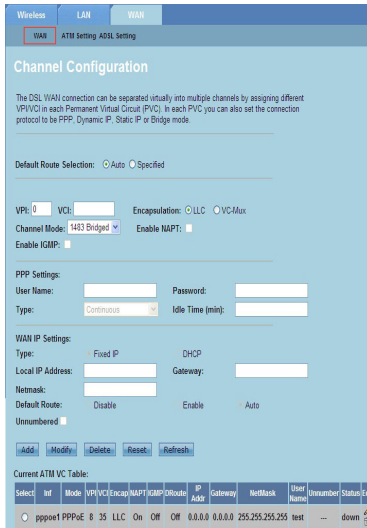 Wireless LAN WAN
WAN ATM Setting ADSL Setting
Channel Configuration
The DSL WAN connection can be separated virtually into multiple channels by assigning different
VPI/VCI in each Permanent Virtual Circuit (PVC). In each PVC you can also set the connection
protocol to be PPP, Dynamic IP, Static IP or Bridge mode.
Default Route Selection: Auto Specified
VPI: 0 VCI: Encapsulation: LLC VC-Mux
Channel Mode: 1483 Bridged Enable NAPT:
Enable IGMP:
PPP Settings:
User Name: Password:
Type: Continuous Idle Time (min):
WAN IP Settings:
Type: Fixed IP DHCP
Local IP Address: Gateway:
Netmask:
Default Route: Disable Enable Auto
Unnumbered
Add Modify Delete Reset Refresh
Current ATM VC Table:
Select Inf Mode VPI VCI Encap NAPT IGMP DRoute IP Addr Gateway NetMask User Name Unnumber Status
pppoe1 PPPoE 8 35 LLC On Off Off 0.0.0.0 0.0.0.0 255.255.255.255 test --- down